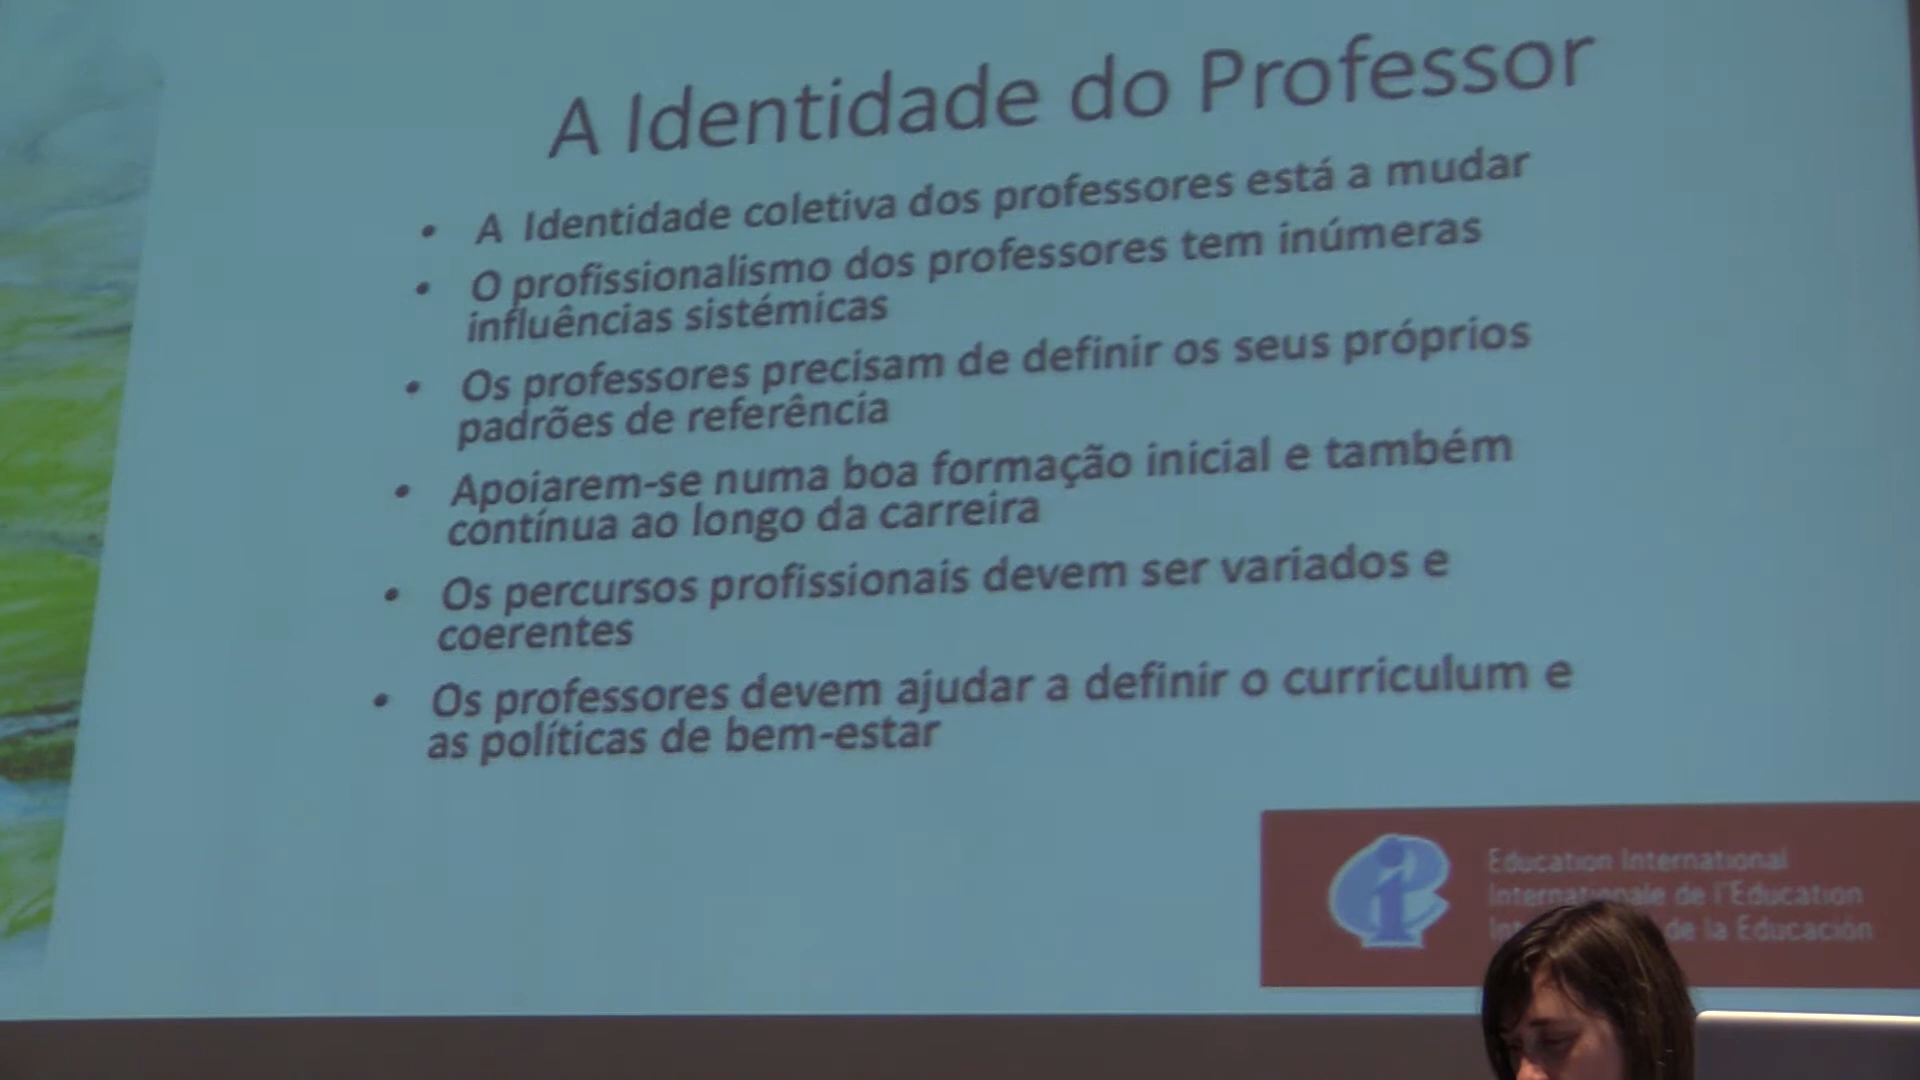 A Identidade do Professor
• A Identidade coletiva dos professores está a mudar
• O profissionalismo dos professores tem inúmeras
influências sistémicas
• Os professores precisam de definir os seus próprios
padrões de referência
• Apoiarem-se numa boa formação inicial e também
contínua ao longo da carreira
• Os percursos profissionais devem ser variados e
coerentes
• Os professores devem ajudar a definir o curriculum e
as políticas de bem-estar
Education International
Internationale de l'Education
de la Educación